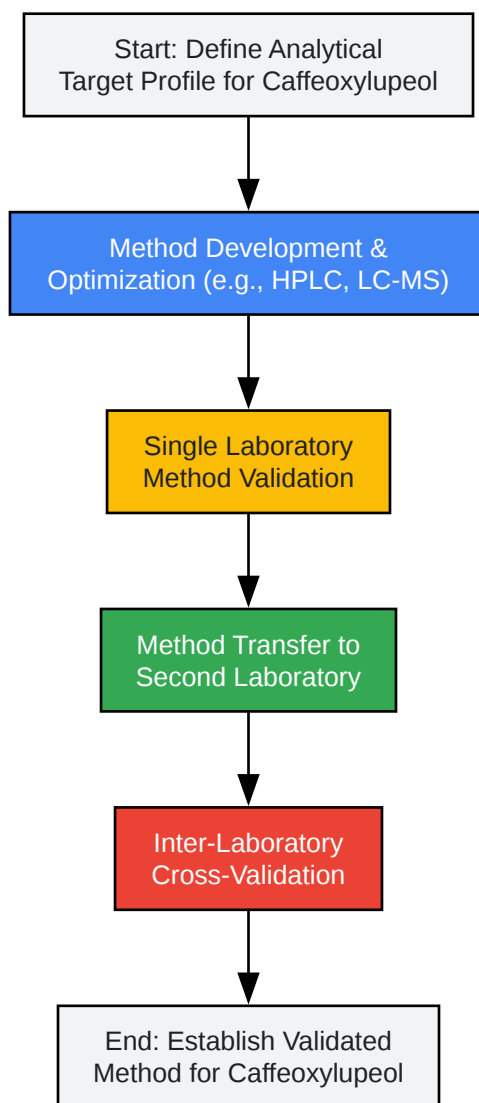 Start: Define Analytical
Target Profile for Caffeoxylupeol
Method Development &
Optimization (e.g., HPLC, LC-MS)
Single Laboratory
Method Validation
Method Transfer to
Second Laboratory
Inter-Laboratory
Cross-Validation
End: Establish Validated
Method for Caffeoxylupeol